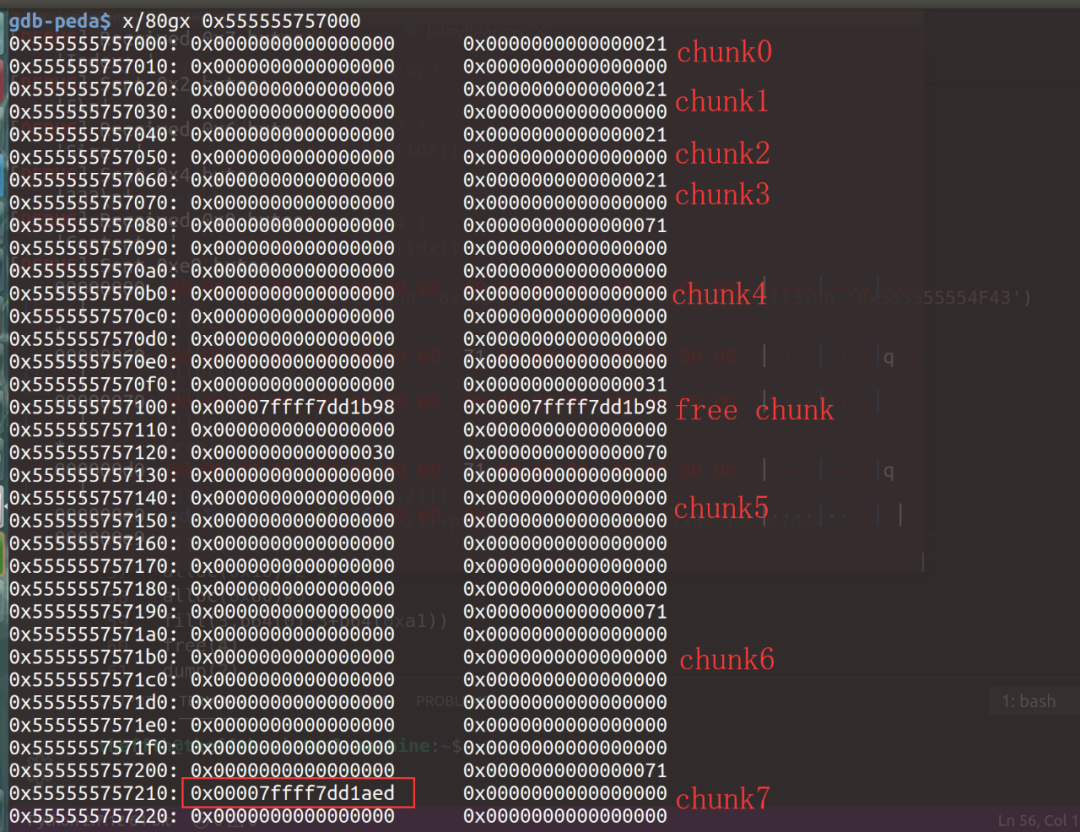 gdb-peda$ x/80gx 0x555555757000
0x555555757000: 0x0000000000000000 0x0000000000000021
chunk0
0x555555757010: 0x0000000000000000 0x0000000000000000
0x555555757020: 0x0000000000000000 0x0000000000000021
chunk1
0x555555757030: 0x0000000000000000 0x0000000000000000
0x555555757040: 0x0000000000000000 0x0000000000000021
chunk2
0x555555757050: 0x0000000000000000 0x0000000000000000
0x555555757060: 0x0000000000000000 0x0000000000000021
chunk3
0x555555757070: 0x0000000000000000 0x0000000000000000
0x555555757080: 0x0000000000000000 0x0000000000000071
0x555555757090: 0x0000000000000000 0x0000000000000000
0x5555557570a0: 0x0000000000000000 0x0000000000000000
0x5555557570b0: 0x0000000000000000 0x0000000000000000
chunk4
0x5555557570c0: 0x0000000000000000 0x0000000000000000
0x5555557570d0: 0x0000000000000000 0x0000000000000000
0x5555557570e0: 0x0000000000000000 0x0000000000000000
0x5555557570f0: 0x0000000000000000 0x0000000000000031
0x555555757100: 0x00007ffff7dd1b98 0x00007ffff7dd1b98
free chunk
0x555555757110: 0x0000000000000000 0x0000000000000000
0x555555757120: 0x0000000000000030 0x0000000000000070
0x555555757130: 0x0000000000000000 0x0000000000000000
0x555555757140: 0x0000000000000000 0x0000000000000000
chunk5
0x555555757150: 0x0000000000000000 0x0000000000000000
0x555555757160: 0x0000000000000000 0x0000000000000000
0x555555757170: 0x0000000000000000 0x0000000000000000
0x555555757180: 0x0000000000000000 0x0000000000000000
0x555555757190: 0x0000000000000000 0x0000000000000071
0x5555557571a0: 0x0000000000000000 0x0000000000000000
0x5555557571b0: 0x0000000000000000 0x0000000000000000
chunk6
0x5555557571c0: 0x0000000000000000 0x0000000000000000
0x5555557571d0: 0x0000000000000000 0x0000000000000000
0x5555557571e0: 0x0000000000000000 0x0000000000000000
0x5555557571f0: 0x0000000000000000 0x0000000000000000
0x555555757200: 0x0000000000000000 0x0000000000000071
0x555555757210: 0x00007ffff7dd1aed 0x0000000000000000
chunk7
0x555555757220: 0x0000000000000000 0x0000000000000000
1: bash
Ln 56, Col 1